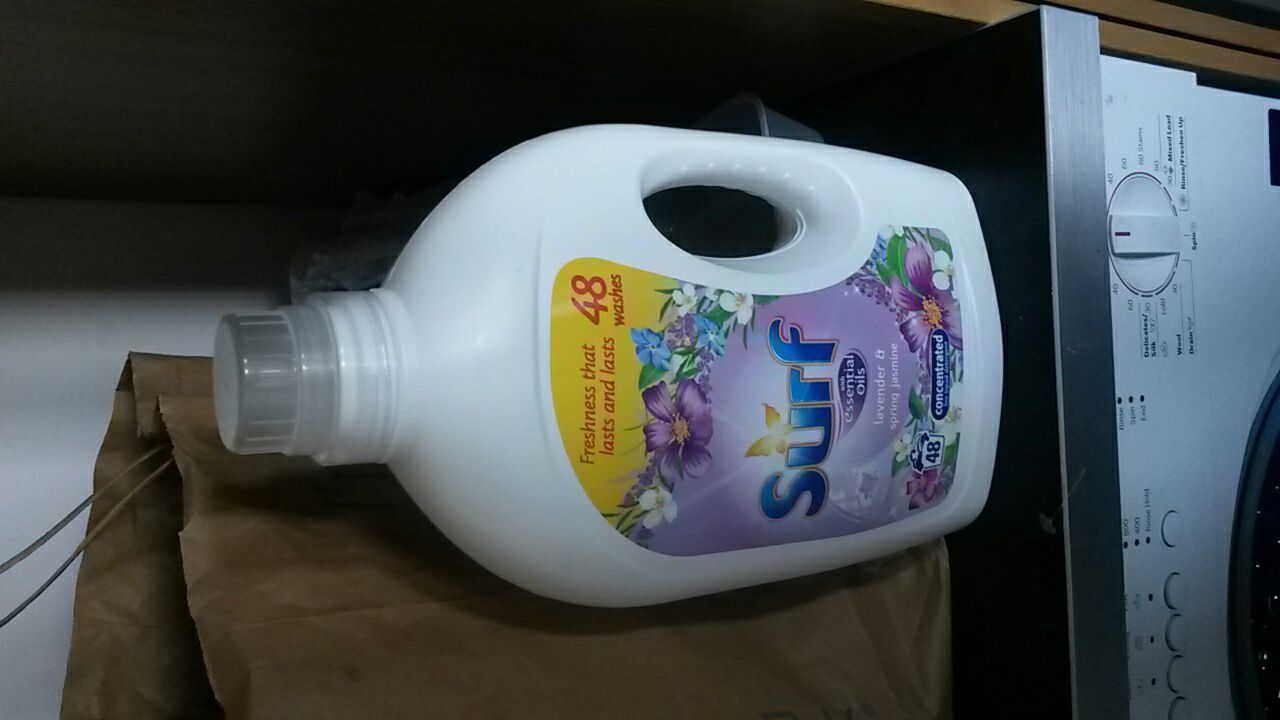 Freshness that
lasts and lasts
48
washes
Surf
with
essential
oils
lavender &
spring jasmine
48
concentrated
40
60
60 Stains
90
30
Mixed Load
Rinse/Freshen Up
Spin
40
60
30
cold
30
Delicates/
Silk
Wool
Drain
Rinse
Spin
End
800
400
Rinse Hold